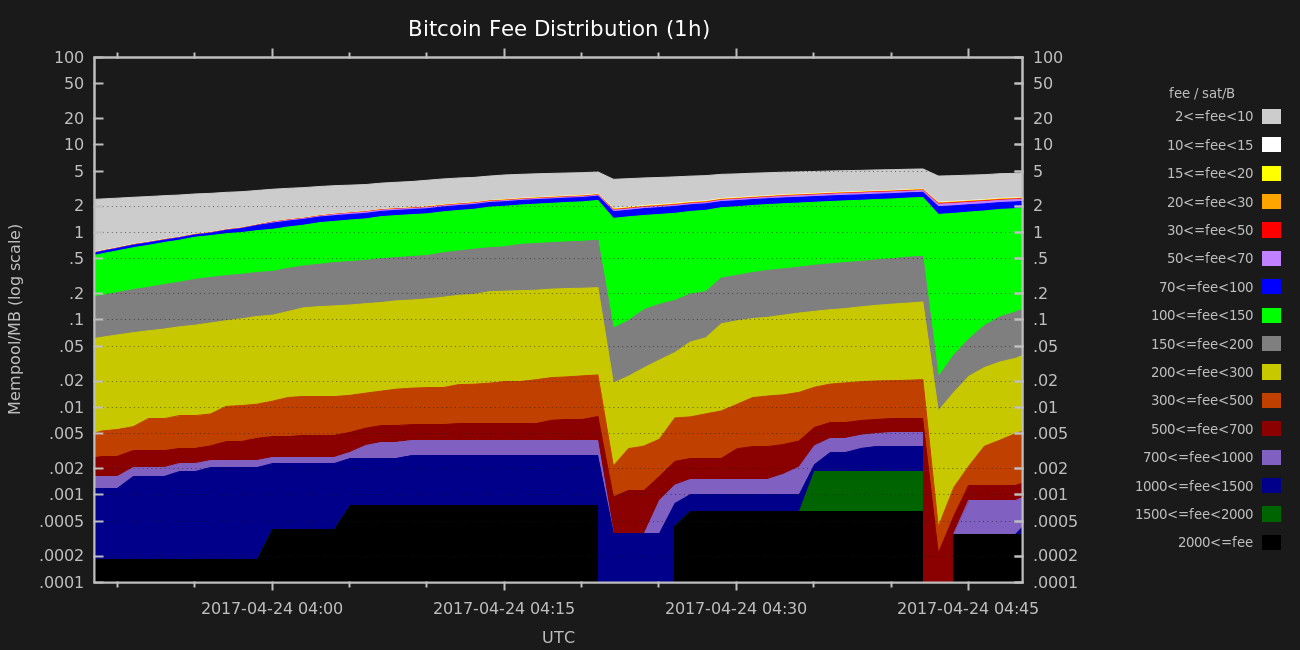 Bitcoin Fee Distribution (1h)
100 100
50 50
20 20
10 10
5 5
2 2
1 1
.5 .5
.2 .2
.1 .1
.05 .05
.02 .02
.01 .01
.005 .005
.002 .002
.001 .001
.0005 .0005
.0002 .0002
.0001 .0001
Mempool/MB (log scale)
2017-04-24 04:00 2017-04-24 04:15 2017-04-24 04:30 2017-04-24 04:45
UTC
fee / sat/B
2<=fee<10
10<=fee<15
15<=fee<20
20<=fee<30
30<=fee<50
50<=fee<70
70<=fee<100
100<=fee<150
150<=fee<200
200<=fee<300
300<=fee<500
500<=fee<700
700<=fee<1000
1000<=fee<1500
1500<=fee<2000
2000<=fee